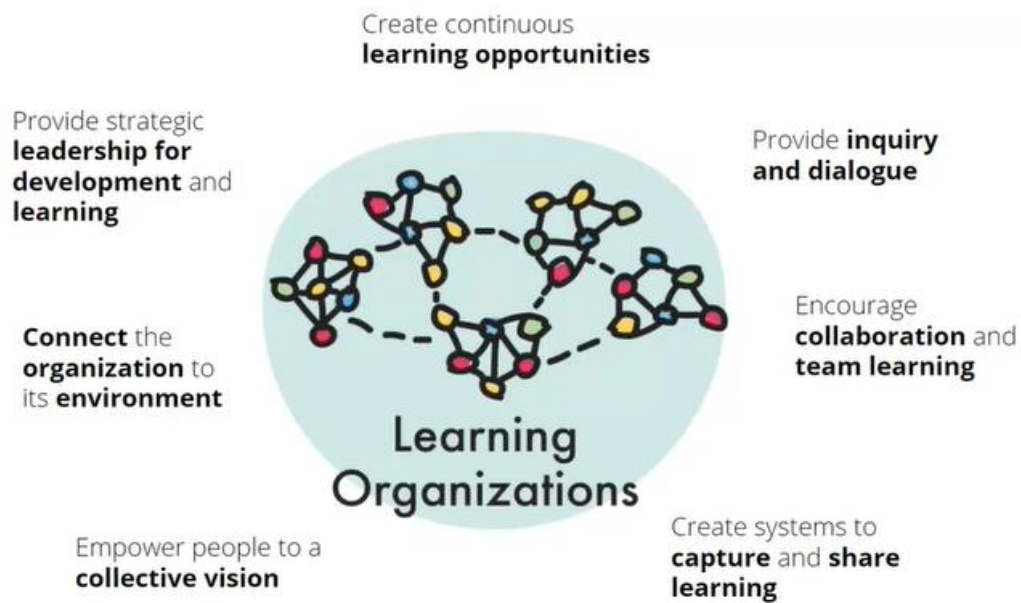 Create continuous
learning opportunities
Provide inquiry
and dialogue
Encourage
collaboration and
team learning
Create systems to
capture and share
learning
Empower people to a
collective vision
Connect the
organization to
its environment
Provide strategic
leadership for
development and
learning
Learning
Organizations